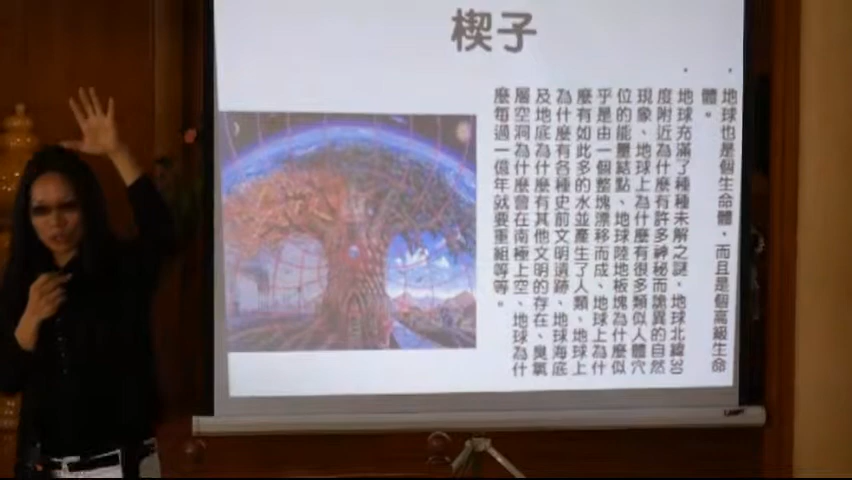 楔子
• 地球也是個生命體、而且是個高級生命
體。
• 地球充滿了種種未解之謎、地球北緯30
度附近為什麼有許多神秘而詭異的自然
現象、地球上為什麼有很多類似人體穴
位的能量結點、地球陸地板塊為什麼似
乎是由一個整塊漂移而成、地球上為什
麼有如此多的水並產生了人類、地球上
為什麼有各種史前文明遺跡、地球海底
及地底為什麼有其他文明的存在、臭氧
層空洞為什麼會在南極上空、地球為什
麼每過一億年就要重組等等。